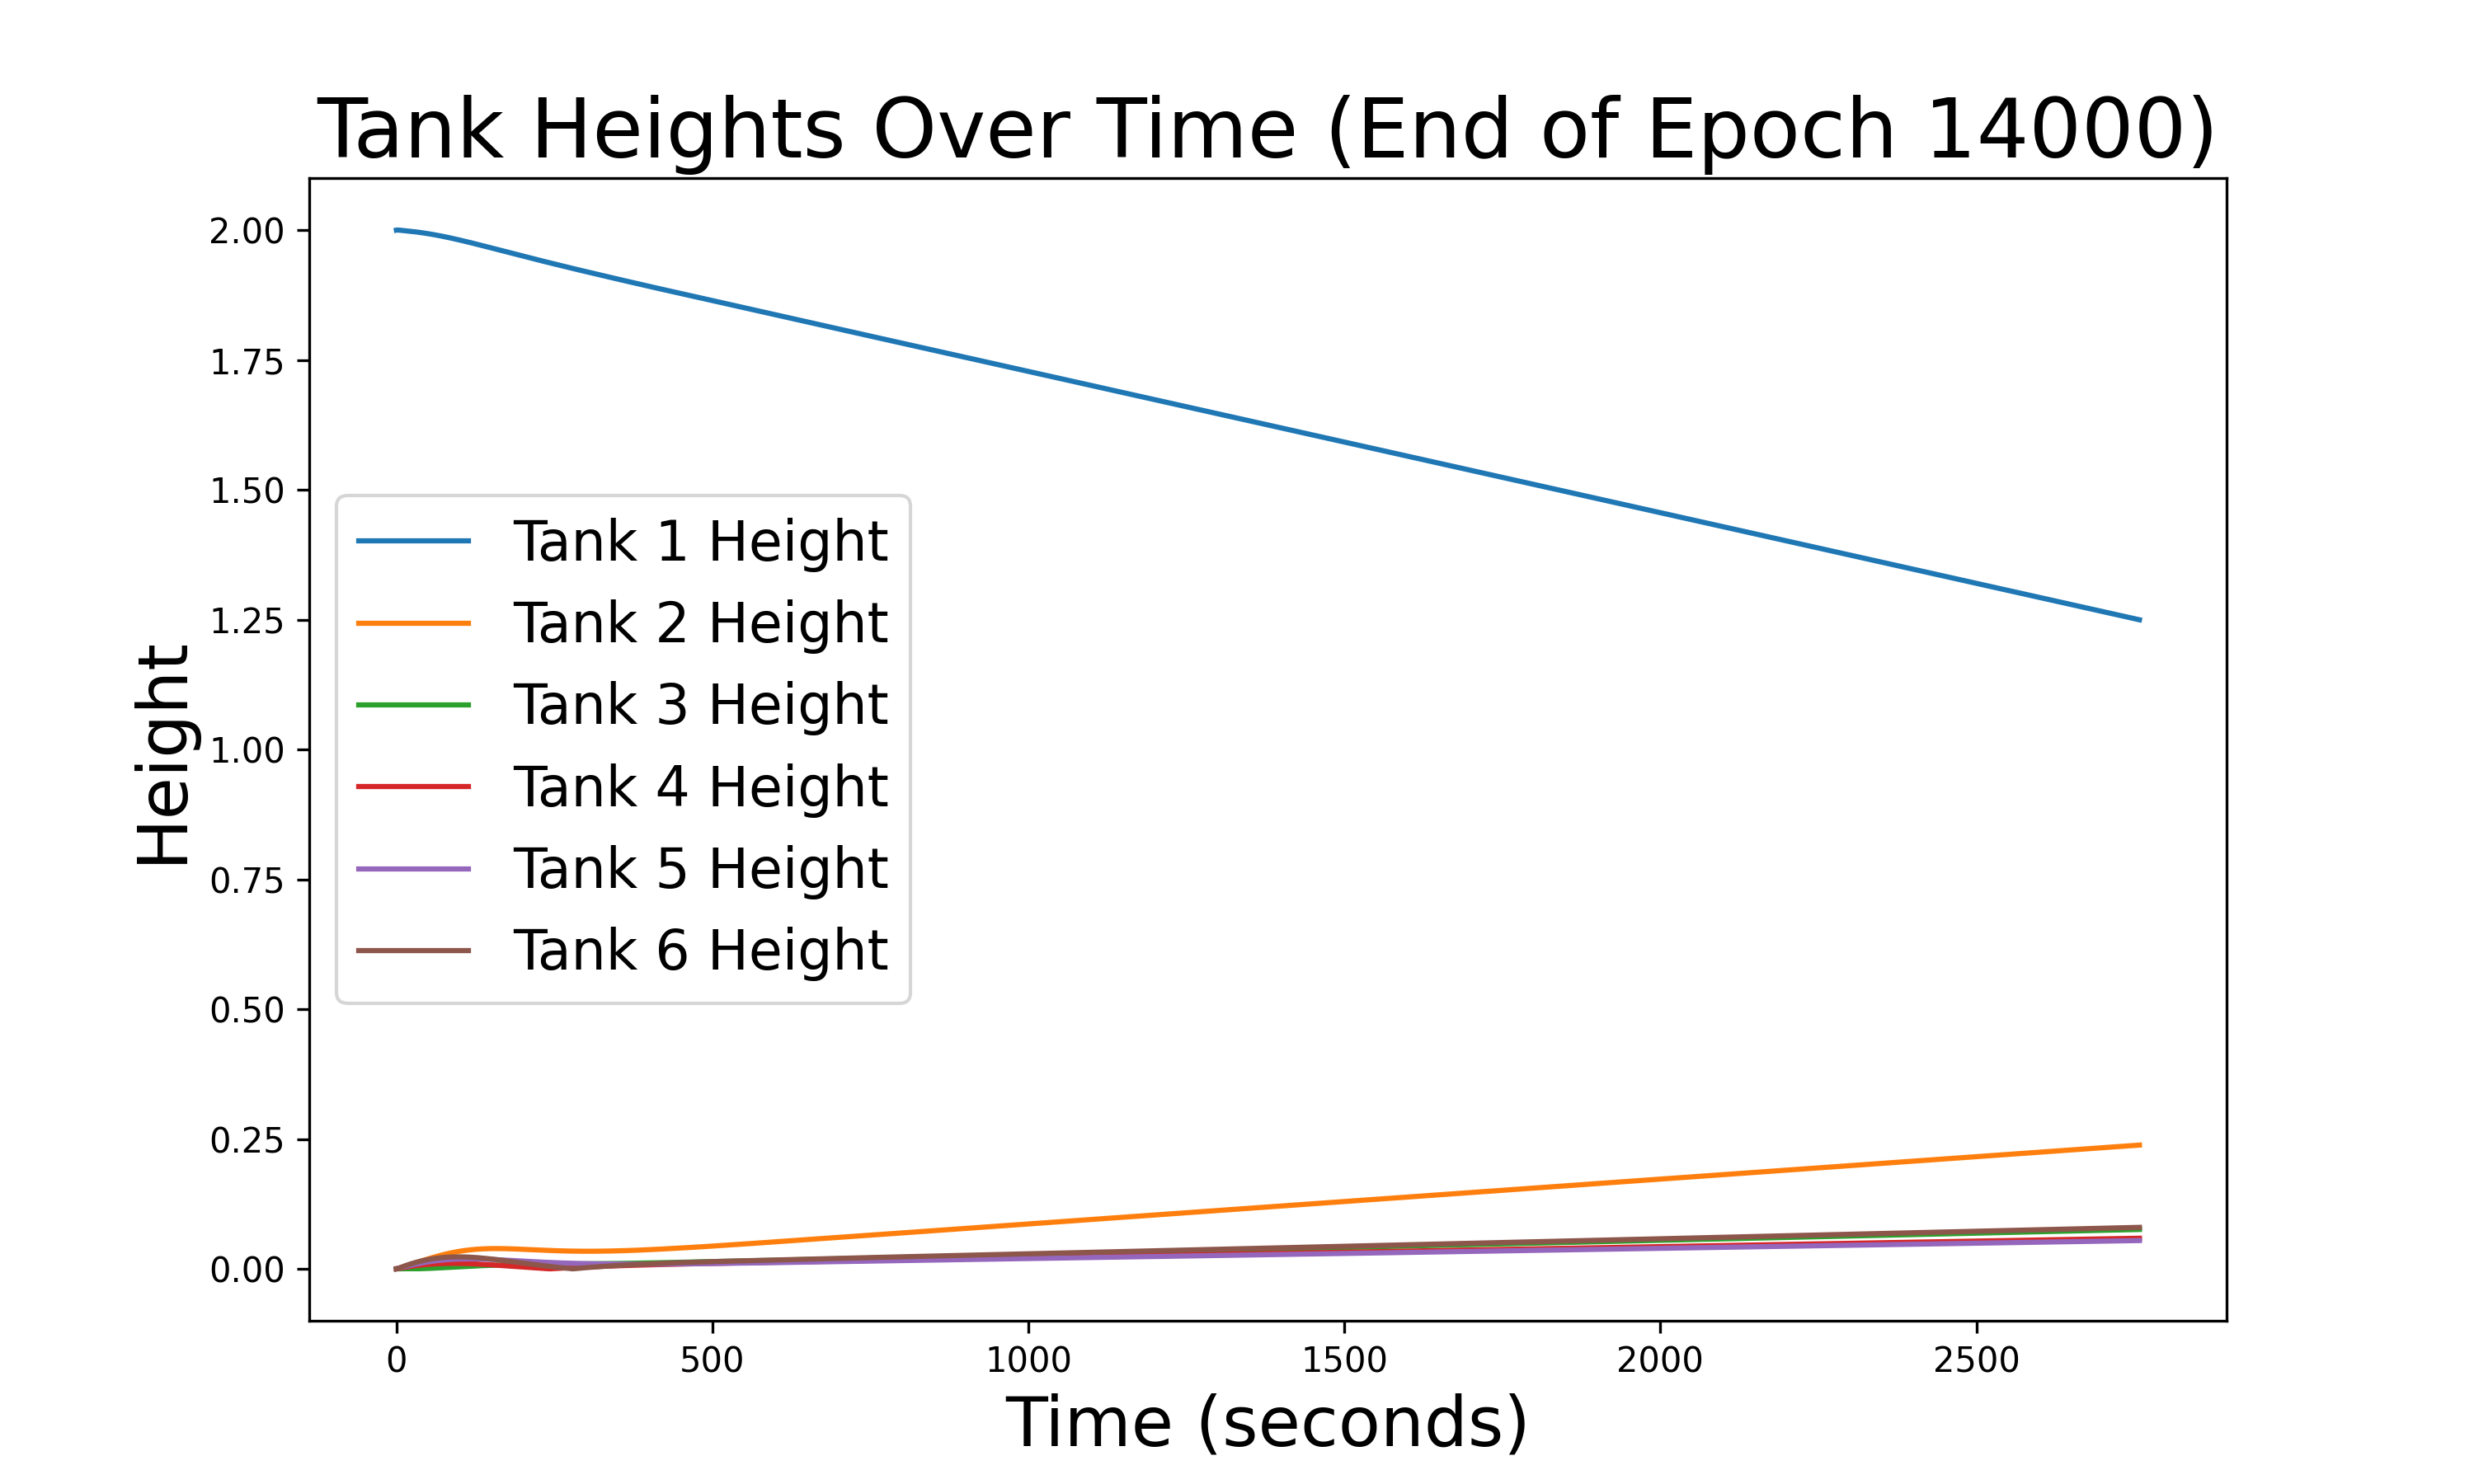 Tank Heights Over Time (End of Epoch 14000)
Height
2.00
1.75
1.50
1.25
1.00
0.75
0.50
0.25
0.00
Tank 1 Height
Tank 2 Height
Tank 3 Height
Tank 4 Height
Tank 5 Height
Tank 6 Height
0 500 1000 1500 2000 2500
Time (seconds)